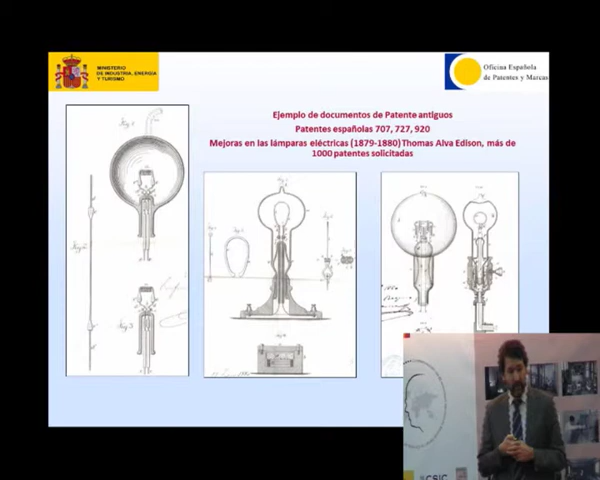 MINISTERIO
DE INDUSTRIA, ENERGÍA
Y TURISMO
Oficina Española
de Patentes y Marcas
Ejemplo de documentos de Patente antiguos
Patentes españolas 707, 727, 920
Mejoras en las lámparas eléctricas (1879-1880) Thomas Alva Edison, más de
1000 patentes solicitadas
CSIC